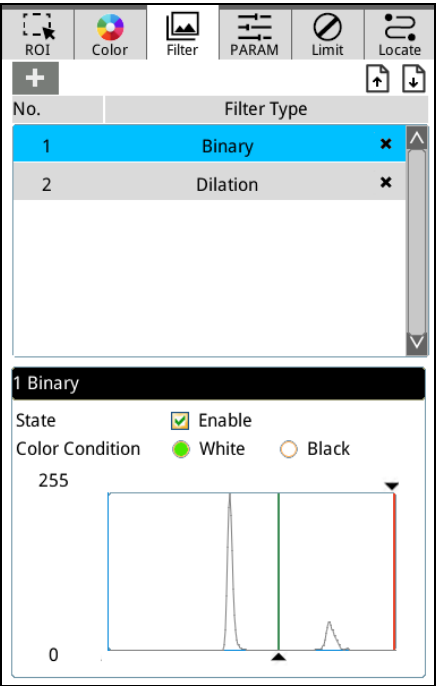 ROI Color Filter PARAM Limit Locate
No. Filter Type
1 Binary
2 Dilation
1 Binary
State Enable
Color Condition White Black
255
0